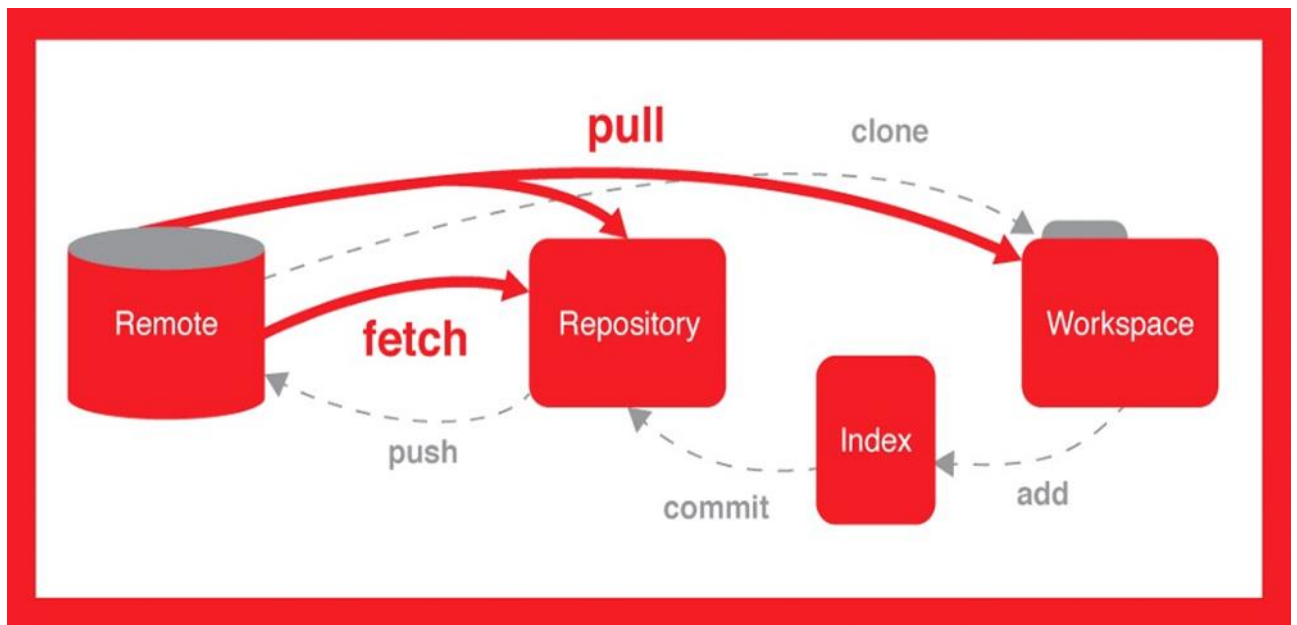 pull
clone
Remote
fetch
Repository
Workspace
push
Index
commit
add